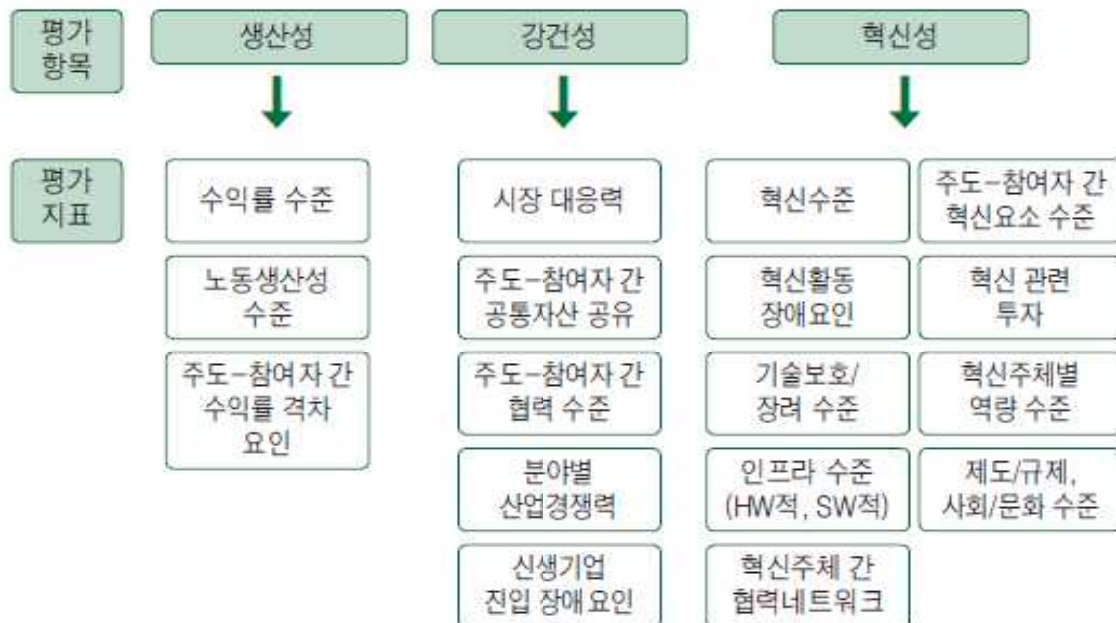 평가
항목
생산성
강건성
혁신성
평가
지표
수익률 수준
노동생산성
수준
주도-참여자 간
수익률 격차
요인
시장 대응력
주도-참여자 간
공통자산 공유
주도-참여자 간
협력 수준
분야별
산업경쟁력
신생기업
진입 장애요인
혁신수준
혁신활동
장애요인
기술보호/
장려 수준
인프라 수준
(HW적, SW적)
혁신주체 간
협력네트워크
주도-참여자 간
혁신요소 수준
혁신 관련
투자
혁신주체별
역량 수준
제도/규제,
사회/문화 수준